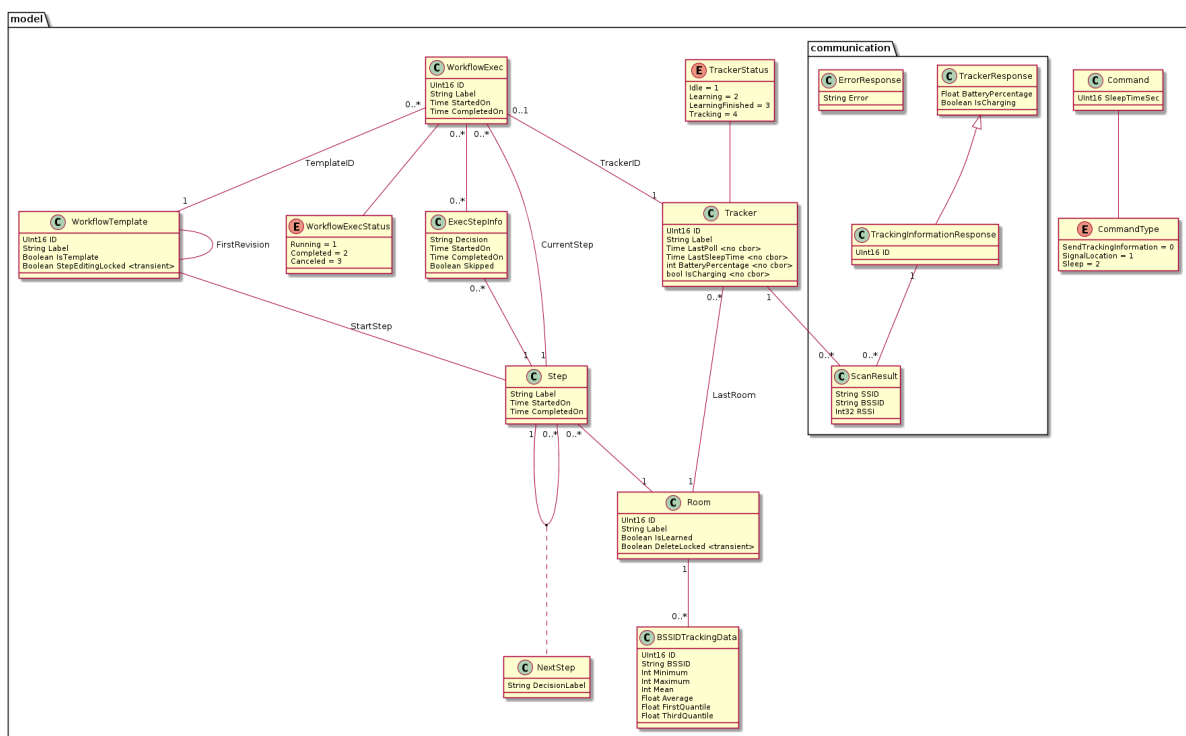 model
communication
C WorkflowExec
UInt16 ID
String Label
Time StartedOn
Time CompletedOn
E TrackerStatus
Idle = 1
Learning = 2
LearningFinished = 3
Tracking = 4
C ErrorResponse
String Error
C TrackerResponse
Float BatteryPercentage
Boolean IsCharging
C Command
UInt16 SleepTimeSec
0..*
0..1
0..*
0..*
TemplateID
TrackerID
1
0..*
1
C WorkflowTemplate
UInt16 ID
String Label
Boolean IsTemplate
Boolean StepEditingLocked <transient>
FirstRevision
E WorkflowExecStatus
Running = 1
Completed = 2
Canceled = 3
C ExecStepInfo
String Decision
Time StartedOn
Time CompletedOn
Boolean Skipped
CurrentStep
C Tracker
UInt16 ID
String Label
Time LastPoll <no cbor>
Time LastSleepTime <no cbor>
int BatteryPercentage <no cbor>
bool IsCharging <no cbor>
C TrackingInformationResponse
UInt16 ID
E CommandType
SendTrackingInformation = 0
SignalLocation = 1
Sleep = 2
0..*
0..*
1
1
StartStep
1
1
0..*
0..*
C Step
String Label
Time StartedOn
Time CompletedOn
LastRoom
C ScanResult
String SSID
String BSSID
Int32 RSSI
1
0..*
0..*
1
1
C Room
UInt16 ID
String Label
Boolean IsLearned
Boolean DeleteLocked <transient>
1
0..*
C NextStep
String DecisionLabel
C BSSIDTrackingData
UInt16 ID
String BSSID
Int Minimum
Int Maximum
Int Mean
Float Average
Float FirstQuantile
Float ThirdQuantile